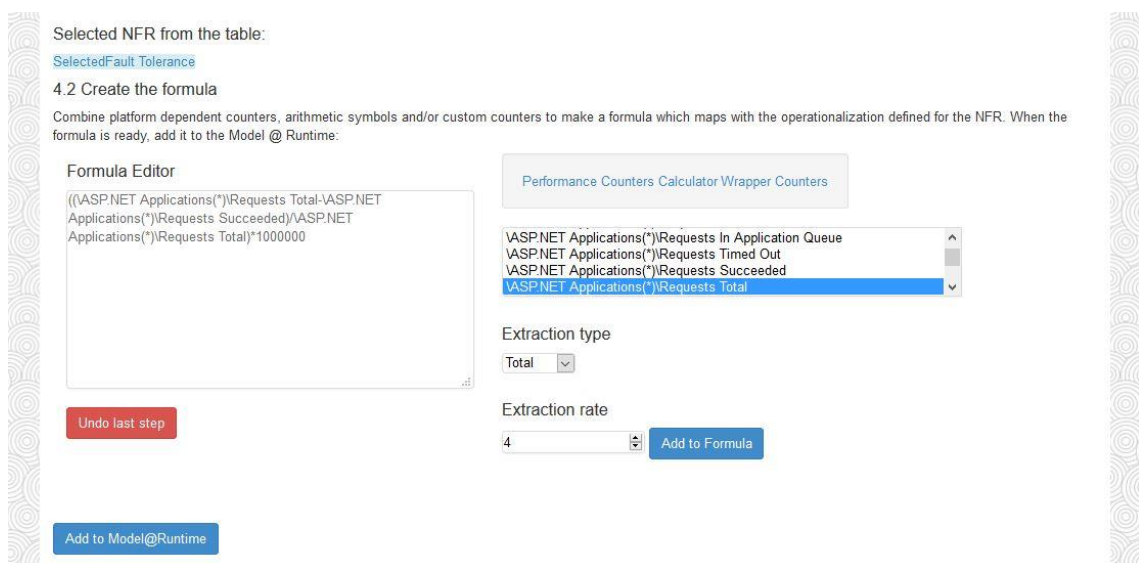 Selected NFR from the table:
SelectedFault Tolerance
4.2 Create the formula
Combine platform dependent counters, arithmetic symbols and/or custom counters to make a formula which maps with the operationalization defined for the NFR. When the
formula is ready, add it to the Model @ Runtime:
Formula Editor
((\ASP.NET Applications(*)\Requests Total-\ASP.NET
Applications(*)\Requests Succeeded)/\ASP.NET
Applications(*)\Requests Total)*1000000
Undo last step
Performance Counters Calculator Wrapper Counters
\ASP.NET Applications(*)\Requests In Application Queue
\ASP.NET Applications(*)\Requests Timed Out
\ASP.NET Applications(*)\Requests Succeeded
\ASP.NET Applications(*)\Requests Total
Extraction type
Total
Extraction rate
4
Add to Formula
Add to Model@Runtime